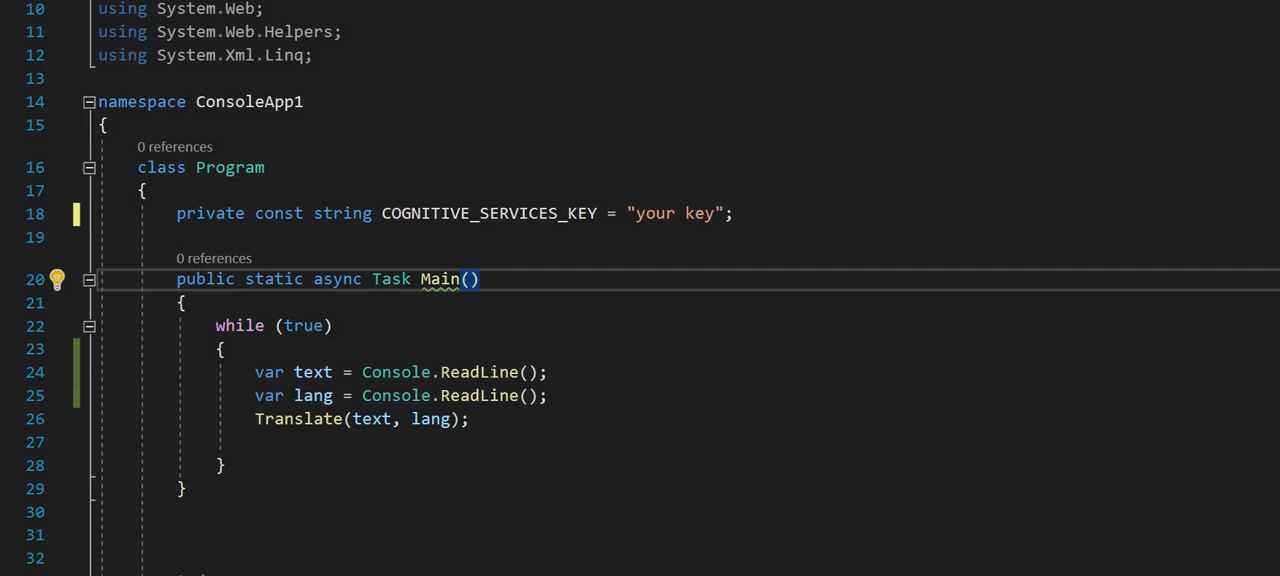 10 using System.Web;
11 using System.Web.Helpers;
12 using System.Xml.Linq;
13
14 namespace ConsoleApp1
15 {
0 references
16 class Program
17 {
18 private const string COGNITIVE_SERVICES_KEY = "your key";
19
0 references
20 public static async Task Main()
21 {
22 while (true)
23 {
24 var text = Console.ReadLine();
25 var lang = Console.ReadLine();
26 Translate(text, lang);
27
28 }
29 }
30
31
32